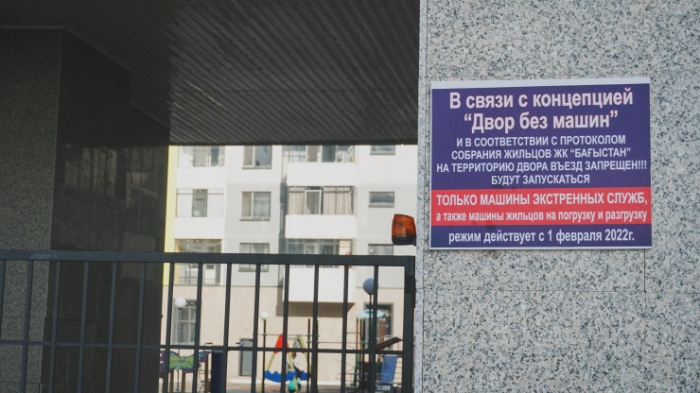 В связи с концепцией
“Двор без машин”
И В СООТВЕТСТВИИ С ПРОТОКОЛОМ
СОБРАНИЯ ЖИЛЬЦОВ ЖК “БАҒЫСТАН”
НА ТЕРРИТОРИЮ ДВОРА ВЪЕЗД ЗАПРЕЩЕН!!!
БУДУТ ЗАПУСКАТЬСЯ
ТОЛЬКО МАШИНЫ ЭКСТРЕННЫХ СЛУЖБ,
а также машины жильцов на погрузку и разгрузку
режим действует с 1 февраля 2022г.